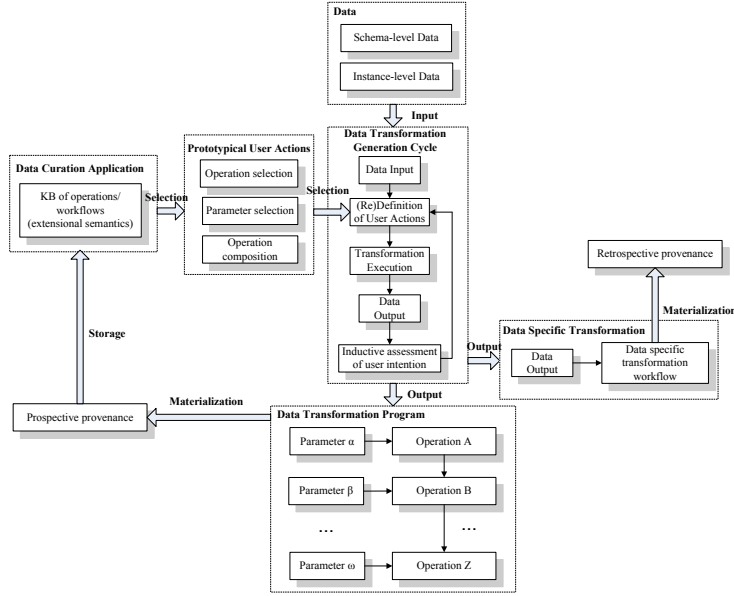 Data
Schema-level Data
Instance-level Data
Input
Data Transformation
Generation Cycle
Data Input
(Re)Definition
of User Actions
Transformation
Execution
Data
Output
Inductive assessment
of user intention
Prototypical User Actions
Operation selection
Parameter selection
Operation
composition
Selection
Data Curation Application
KB of operations/
workflows
(extensional semantics)
Selection
Storage
Prospective provenance
Materialization
Output
Data Transformation Program
Parameter α
Operation A
Parameter β
Operation B
...
...
Parameter ω
Operation Z
Output
Data Specific Transformation
Data
Output
Data specific
transformation
workflow
Materialization
Retrospective provenance